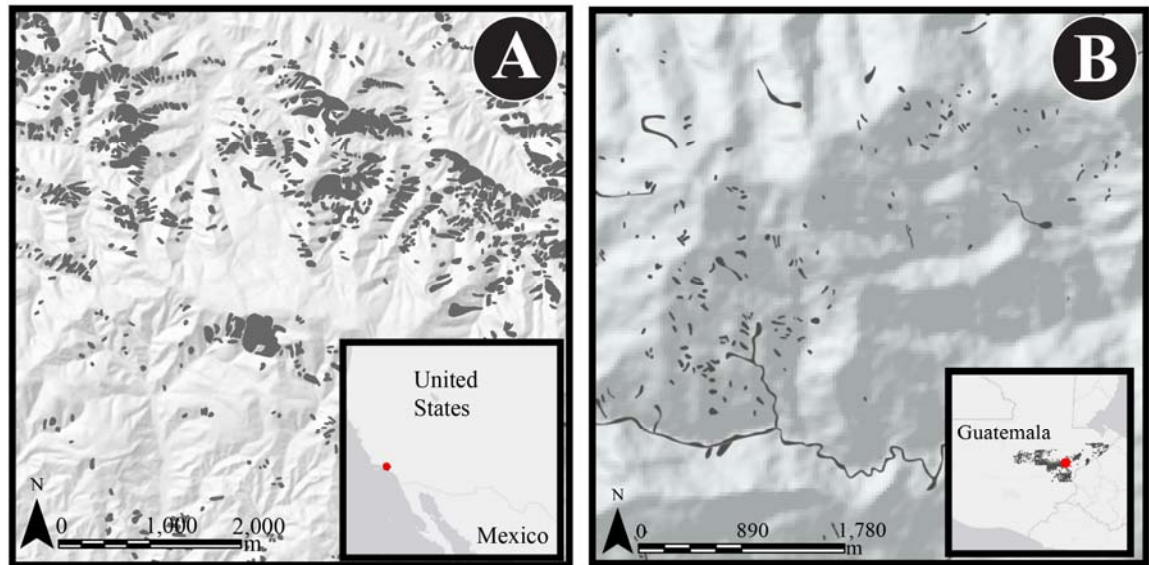 A
United
States
Mexico
N
0 1,000 2,000
m
B
Guatemala
N
0 890 1,780
m